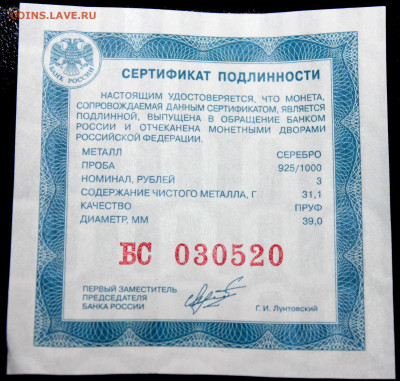 COINS.LAVE.RU
БАНК РОССИИ
СЕРТИФИКАТ ПОДЛИННОСТИ
НАСТОЯЩИМ УДОСТОВЕРЯЕТСЯ, ЧТО МОНЕТА,
СОПРОВОЖДАЕМАЯ ДАННЫМ СЕРТИФИКАТОМ, ЯВЛЯЕТСЯ
ПОДЛИННОЙ, ВЫПУЩЕНА В ОБРАЩЕНИЕ БАНКОМ
РОССИИ И ОТЧЕКАНЕНА МОНЕТНЫМИ ДВОРАМИ
РОССИЙСКОЙ ФЕДЕРАЦИИ.
МЕТАЛЛ СЕРЕБРО
ПРОБА 925/1000
НОМИНАЛ, РУБЛЕЙ 3
СОДЕРЖАНИЕ ЧИСТОГО МЕТАЛЛА, Г 31,1
КАЧЕСТВО ПРУФ
ДИАМЕТР, ММ 39,0
БС 030520
ПЕРВЫЙ ЗАМЕСТИТЕЛЬ
ПРЕДСЕДАТЕЛЯ
БАНКА РОССИИ Г. И. Лунтовский